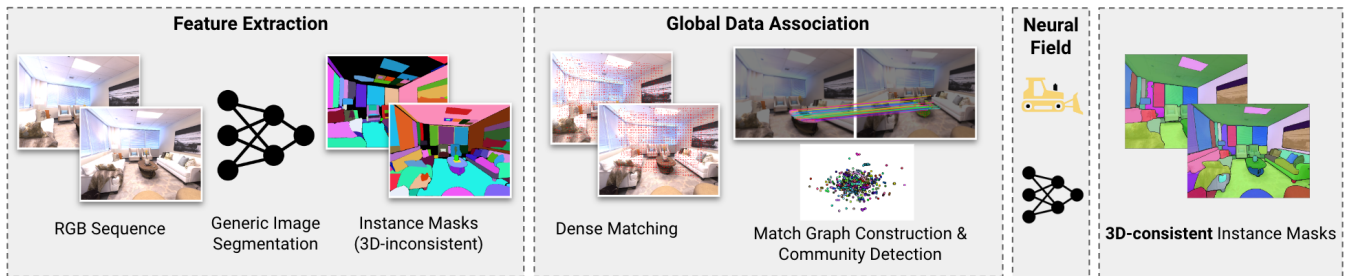 Feature Extraction
RGB Sequence
Generic Image
Segmentation
Instance Masks
(3D-inconsistent)
Global Data Association
Dense Matching
Match Graph Construction &
Community Detection
Neural
Field
3D-consistent Instance Masks